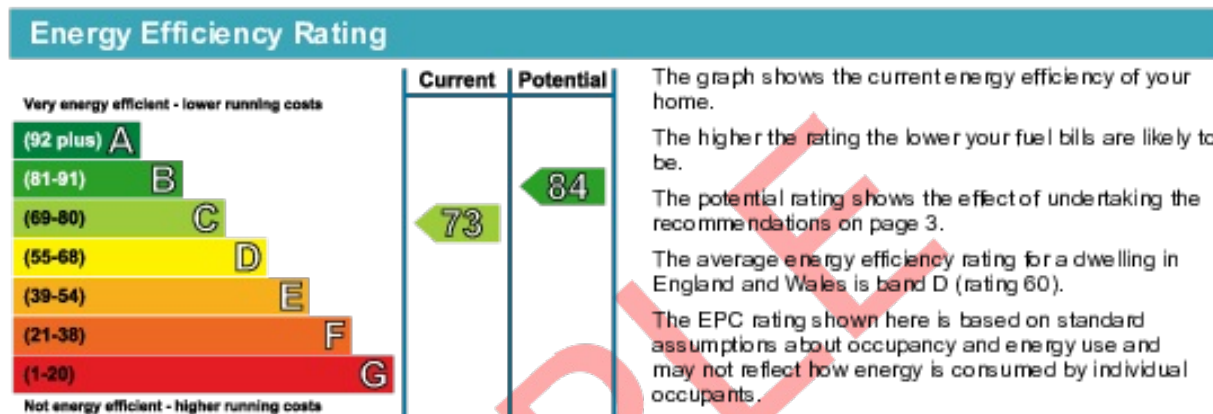 Energy Efficiency Rating
Current
Potential
Very energy efficient - lower running costs
(92 plus) A
(81-91) B
(69-80) C
(55-68) D
(39-54) E
(21-38) F
(1-20) G
Not energy efficient - higher running costs
73
84
The graph shows the current energy efficiency of your
home.
The higher the rating the lower your fuel bills are likely to
be.
The potential rating shows the effect of undertaking the
recommendations on page 3.
The average energy efficiency rating for a dwelling in
England and Wales is band D (rating 60).
The EPC rating shown here is based on standard
assumptions about occupancy and energy use and
may not reflect how energy is consumed by individual
occupants.
PLE